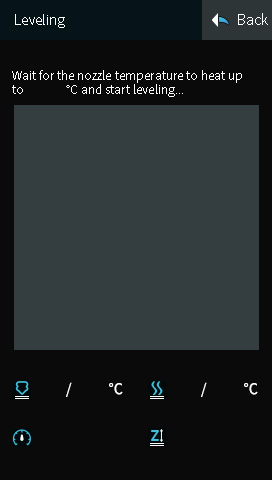 Leveling
Back
Wait for the nozzle temperature to heat up
to °C and start leveling...
/ °C / °C
Z